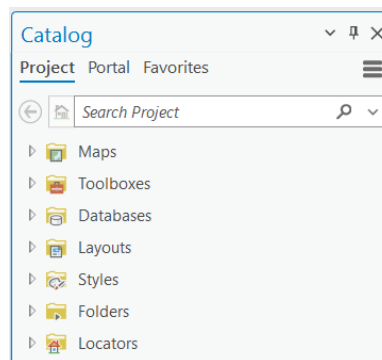 Catalog
Project Portal Favorites
Search Project
Maps
Toolboxes
Databases
Layouts
Styles
Folders
Locators